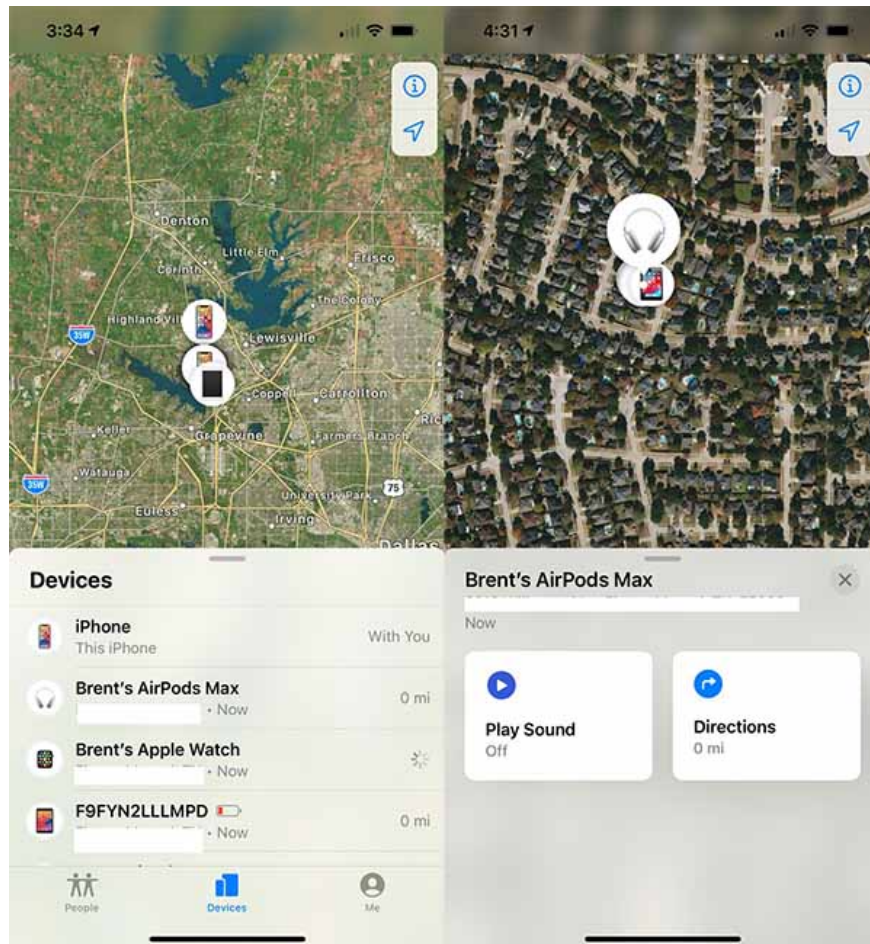 3:34
Denton
Little Elm
Frisco
Corinth
The Colony
Highland Vil
35W
Lewisville
Coppell
Carrollton
Ric
Keller
Grapevine
Farmers Branch
Watauga
35W
University Park
75
Euless
Irving
Dallas
Devices
iPhone
This iPhone
With You
Brent's AirPods Max
0 mi
• Now
Brent's Apple Watch
• Now
F9FYN2LLLMPD
0 mi
• Now
People
Devices
Me
4:31
Brent's AirPods Max
Now
Play Sound
Off
Directions
0 mi